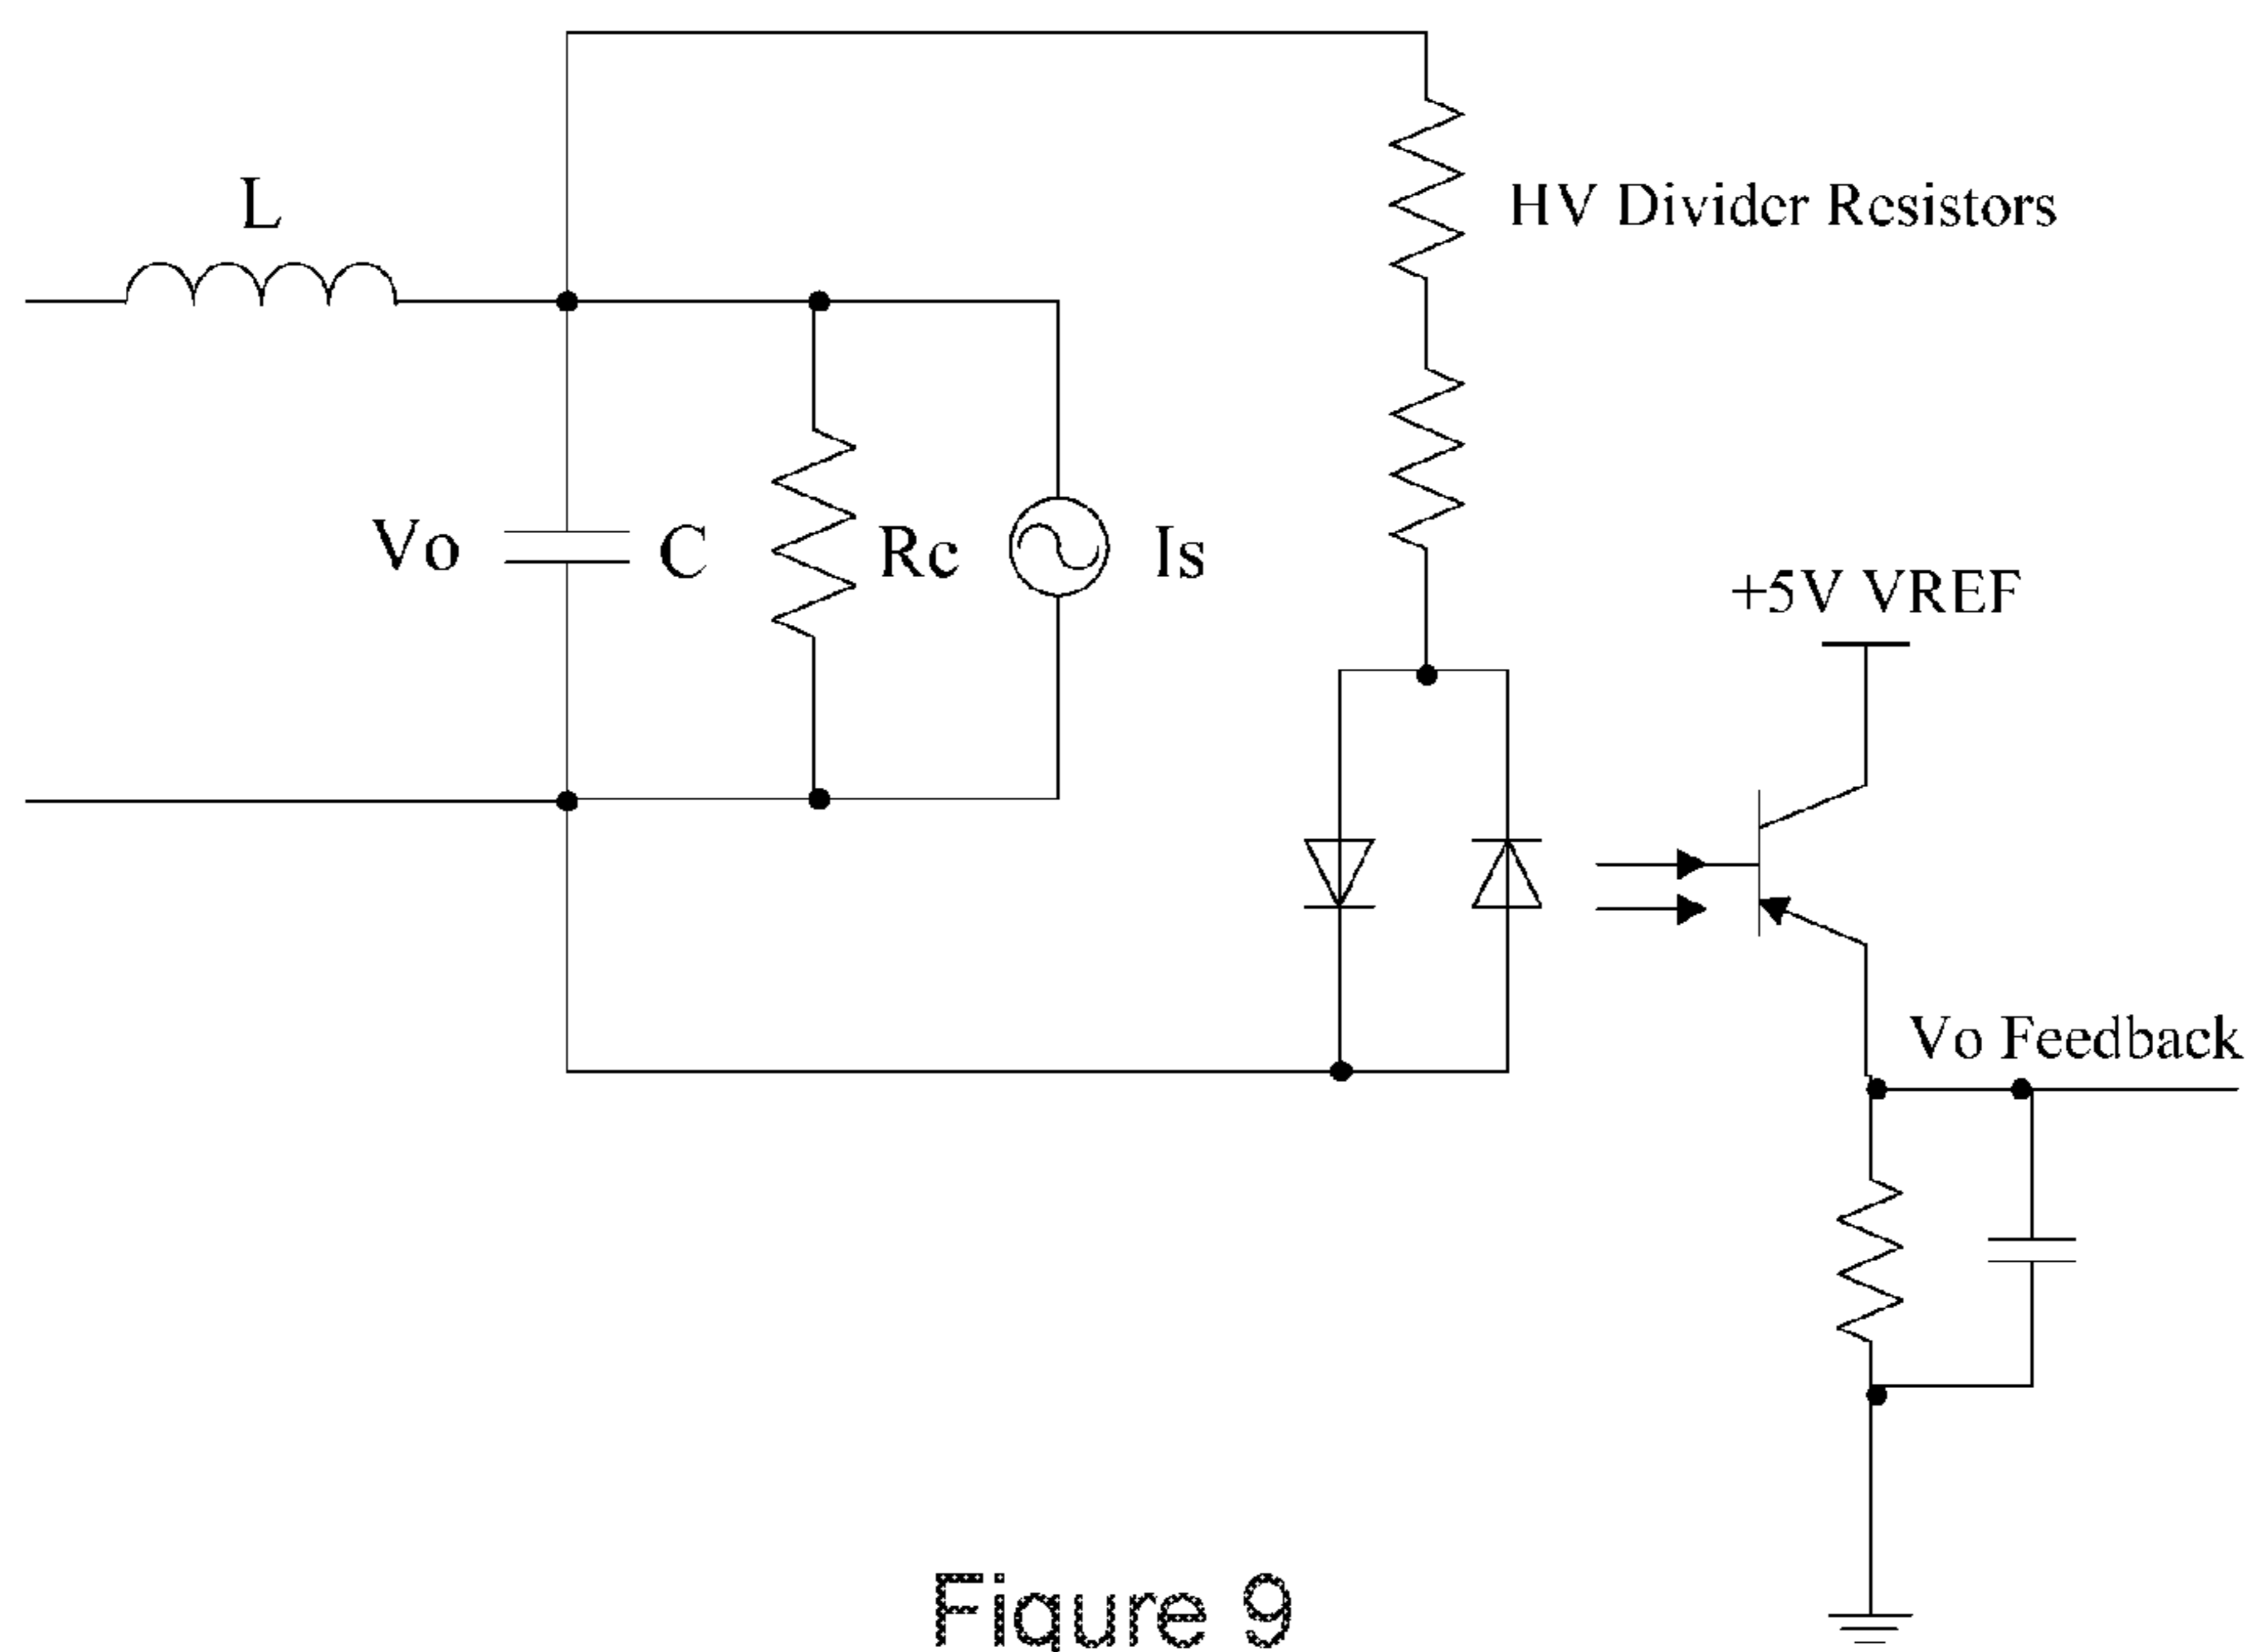 L
HV Divider Resistors
Vo
C
Rc
Is
+5V VREF
Vo Feedback
Figure 9